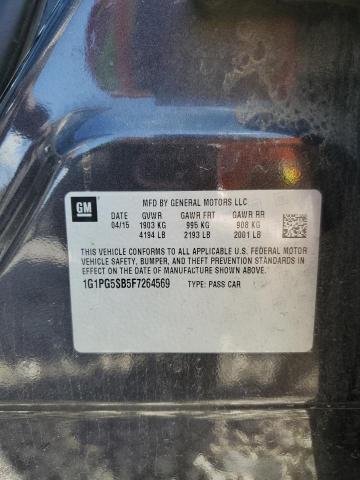 GM
MFD BY GENERAL MOTORS LLC
DATE GVWR GAWR FRT GAWR RR
04/15 1903 KG 995 KG 908 KG
4194 LB 2193 LB 2001 LB
THIS VEHICLE CONFORMS TO ALL APPLICABLE U.S. FEDERAL MOTOR
VEHICLE SAFETY, BUMPER, AND THEFT PREVENTION STANDARDS
IN EFFECT ON THE DATE OF MANUFACTURE SHOWN ABOVE.
1G1PG5SB5F7264569 TYPE: PASS CAR